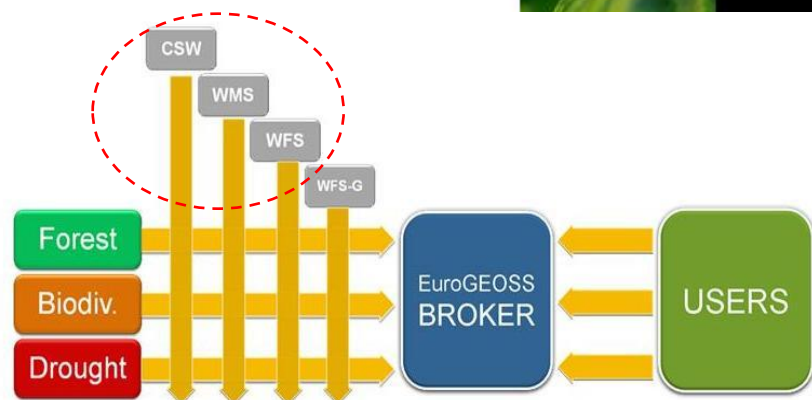 CSW
WMS
WFS
WFS-G
Forest
Biodiv.
Drought
EuroGEOSS
BROKER
USERS